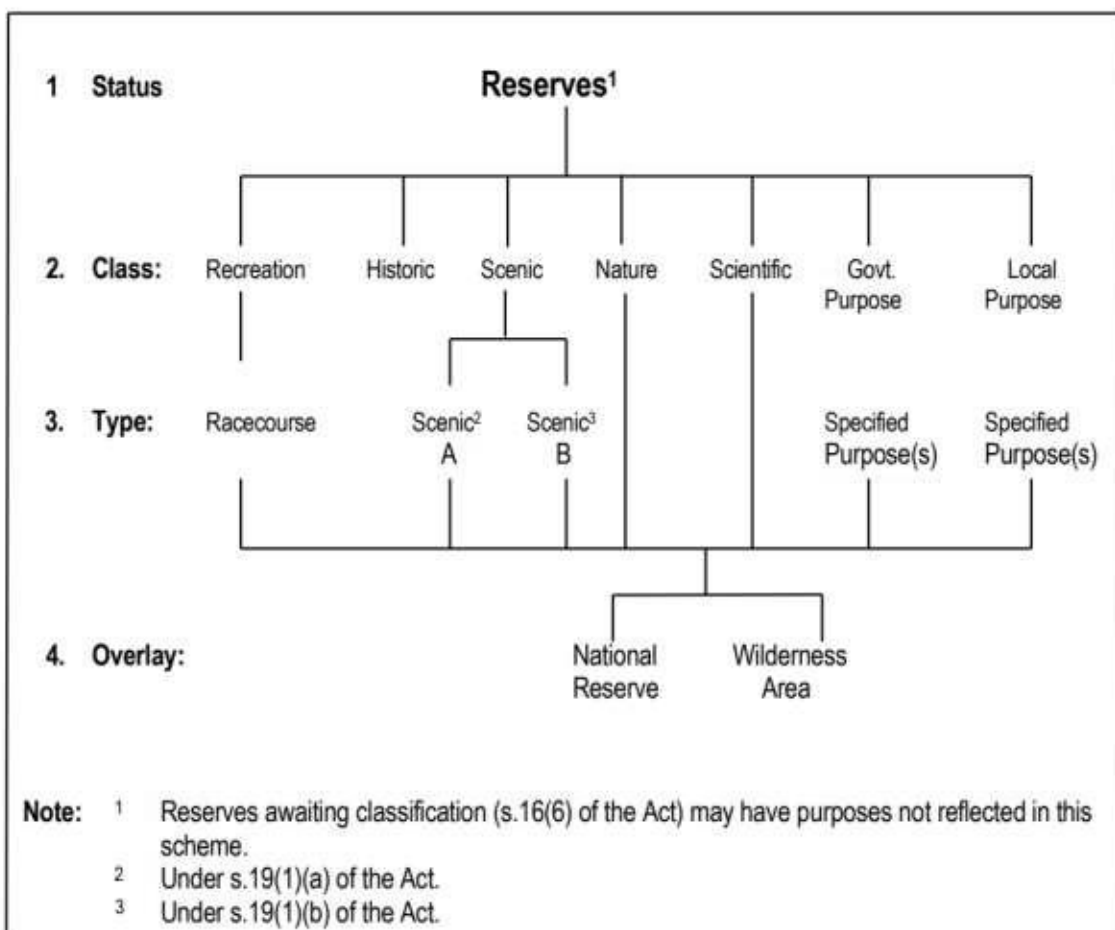 1 Status Reserves¹
2. Class: Recreation Historic Scenic Nature Scientific Govt. Purpose Local Purpose
3. Type: Racecourse Scenic² A Scenic³ B Specified Purpose(s) Specified Purpose(s)
4. Overlay: National Reserve Wilderness Area
Note: ¹ Reserves awaiting classification (s.16(6) of the Act) may have purposes not reflected in this
scheme.
² Under s.19(1)(a) of the Act.
³ Under s.19(1)(b) of the Act.